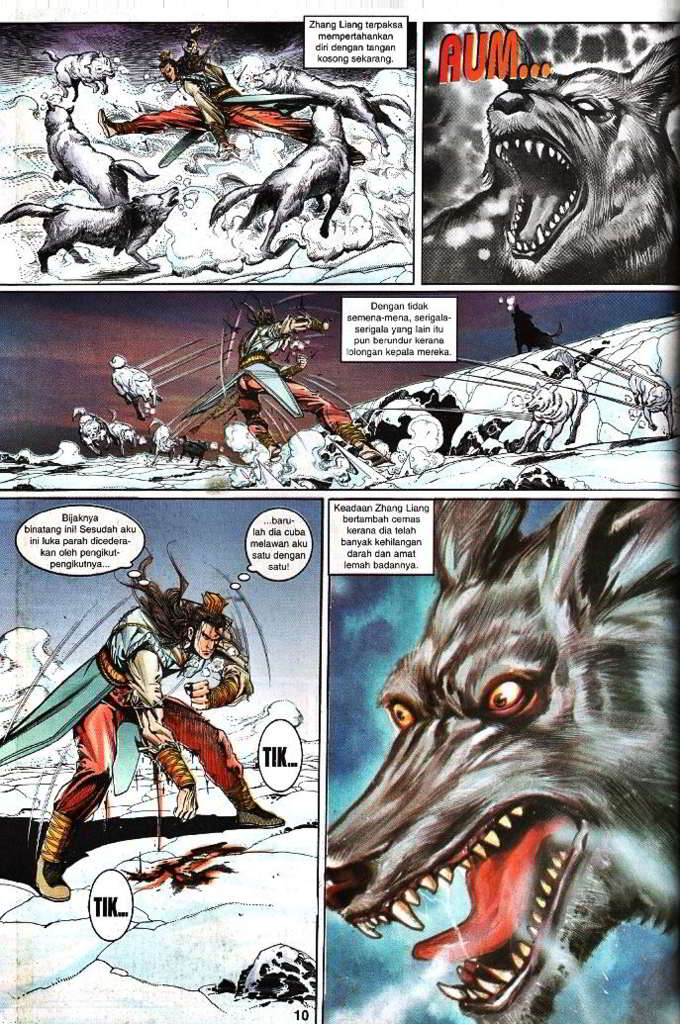 Zhang Liang terpaksa
mempertahankan
diri dengan tangan
kosong sekarang.
AUM...
Dengan tidak
semena-mena, serigala-
serigala yang lain itu
pun berundur kerana
lolongan kepala mereka.
Bijaknya
binatang ini! Sesudah aku
ini luka parah dicedera-
kan oleh pengikut-
pengikutnya...
...baru-
lah dia cuba
melawan aku
satu dengan
satu!
TIK...
TIK...
Keadaan Zhang Liang
bertambah cemas
kerana dia telah
banyak kehilangan
darah dan amat
lemah badannya.
10